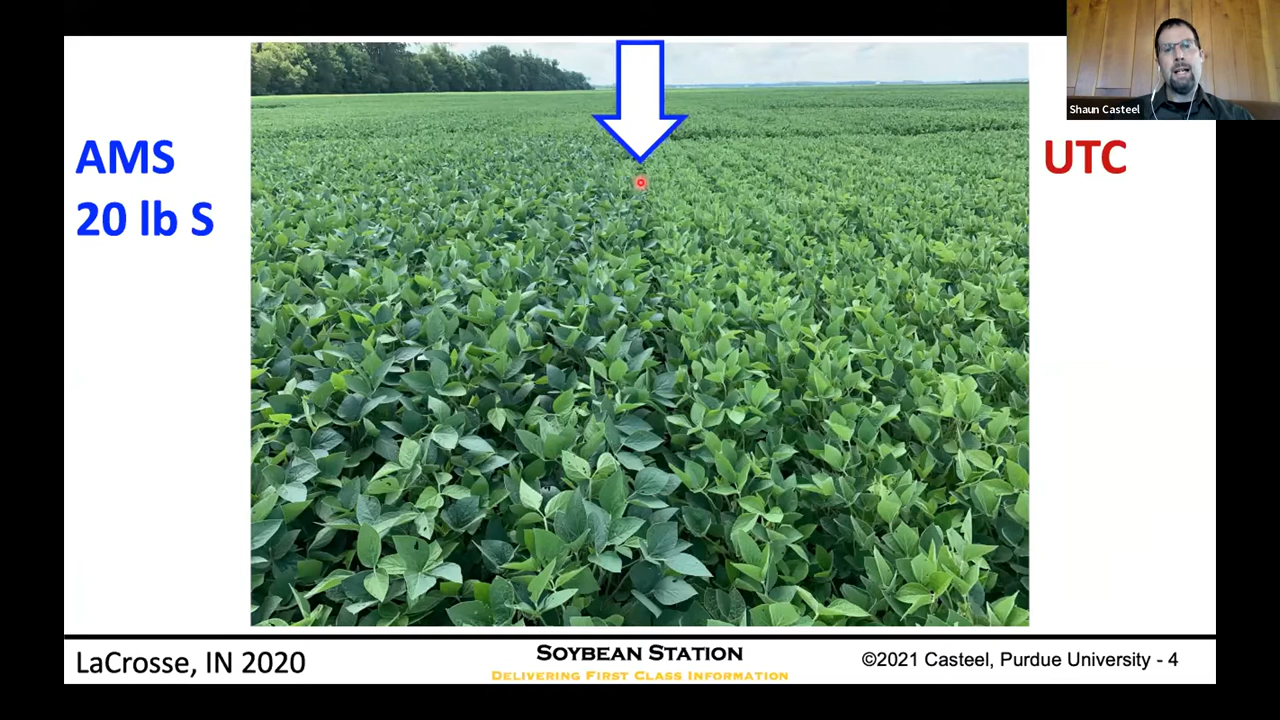 Shaun Casteel
AMS
20 lb S
UTC
LaCrosse, IN 2020
SOYBEAN STATION
DELIVERING FIRST CLASS INFORMATION
©2021 Casteel, Purdue University - 4